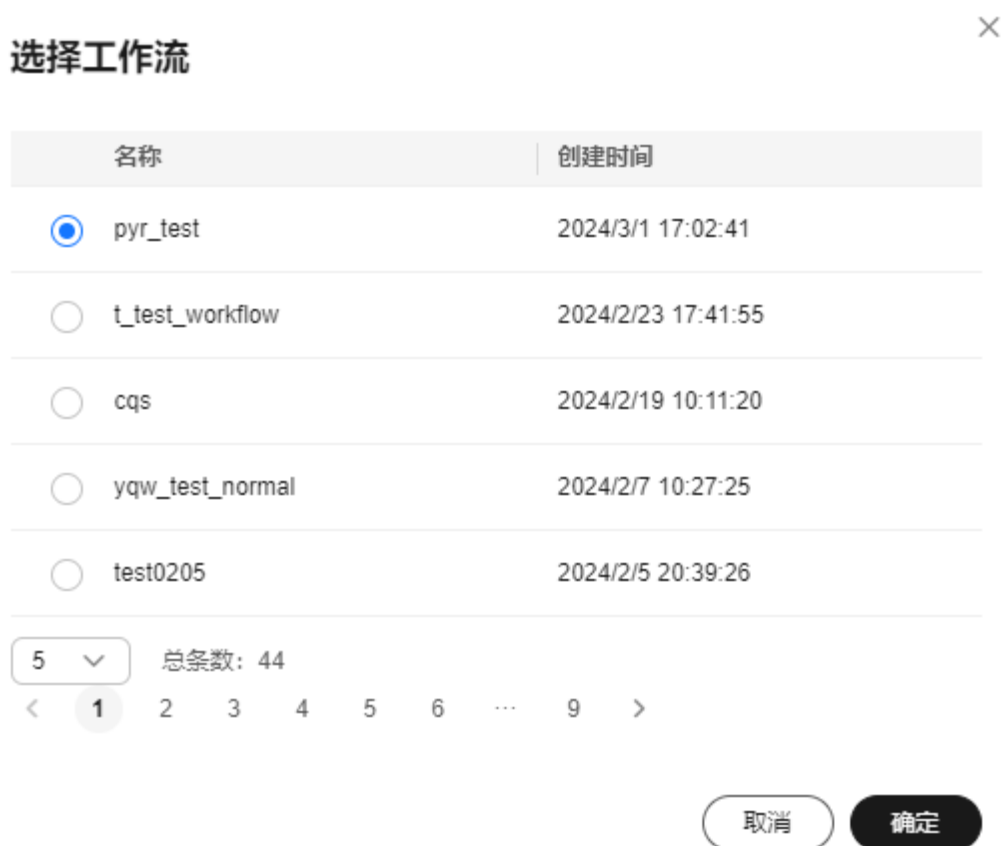 选择工作流
名称 创建时间
pyr_test 2024/3/1 17:02:41
t_test_workflow 2024/2/23 17:41:55
cqs 2024/2/19 10:11:20
yqw_test_normal 2024/2/7 10:27:25
test0205 2024/2/5 20:39:26
5 总条数：44
1 2 3 4 5 6 ... 9
取消 确定